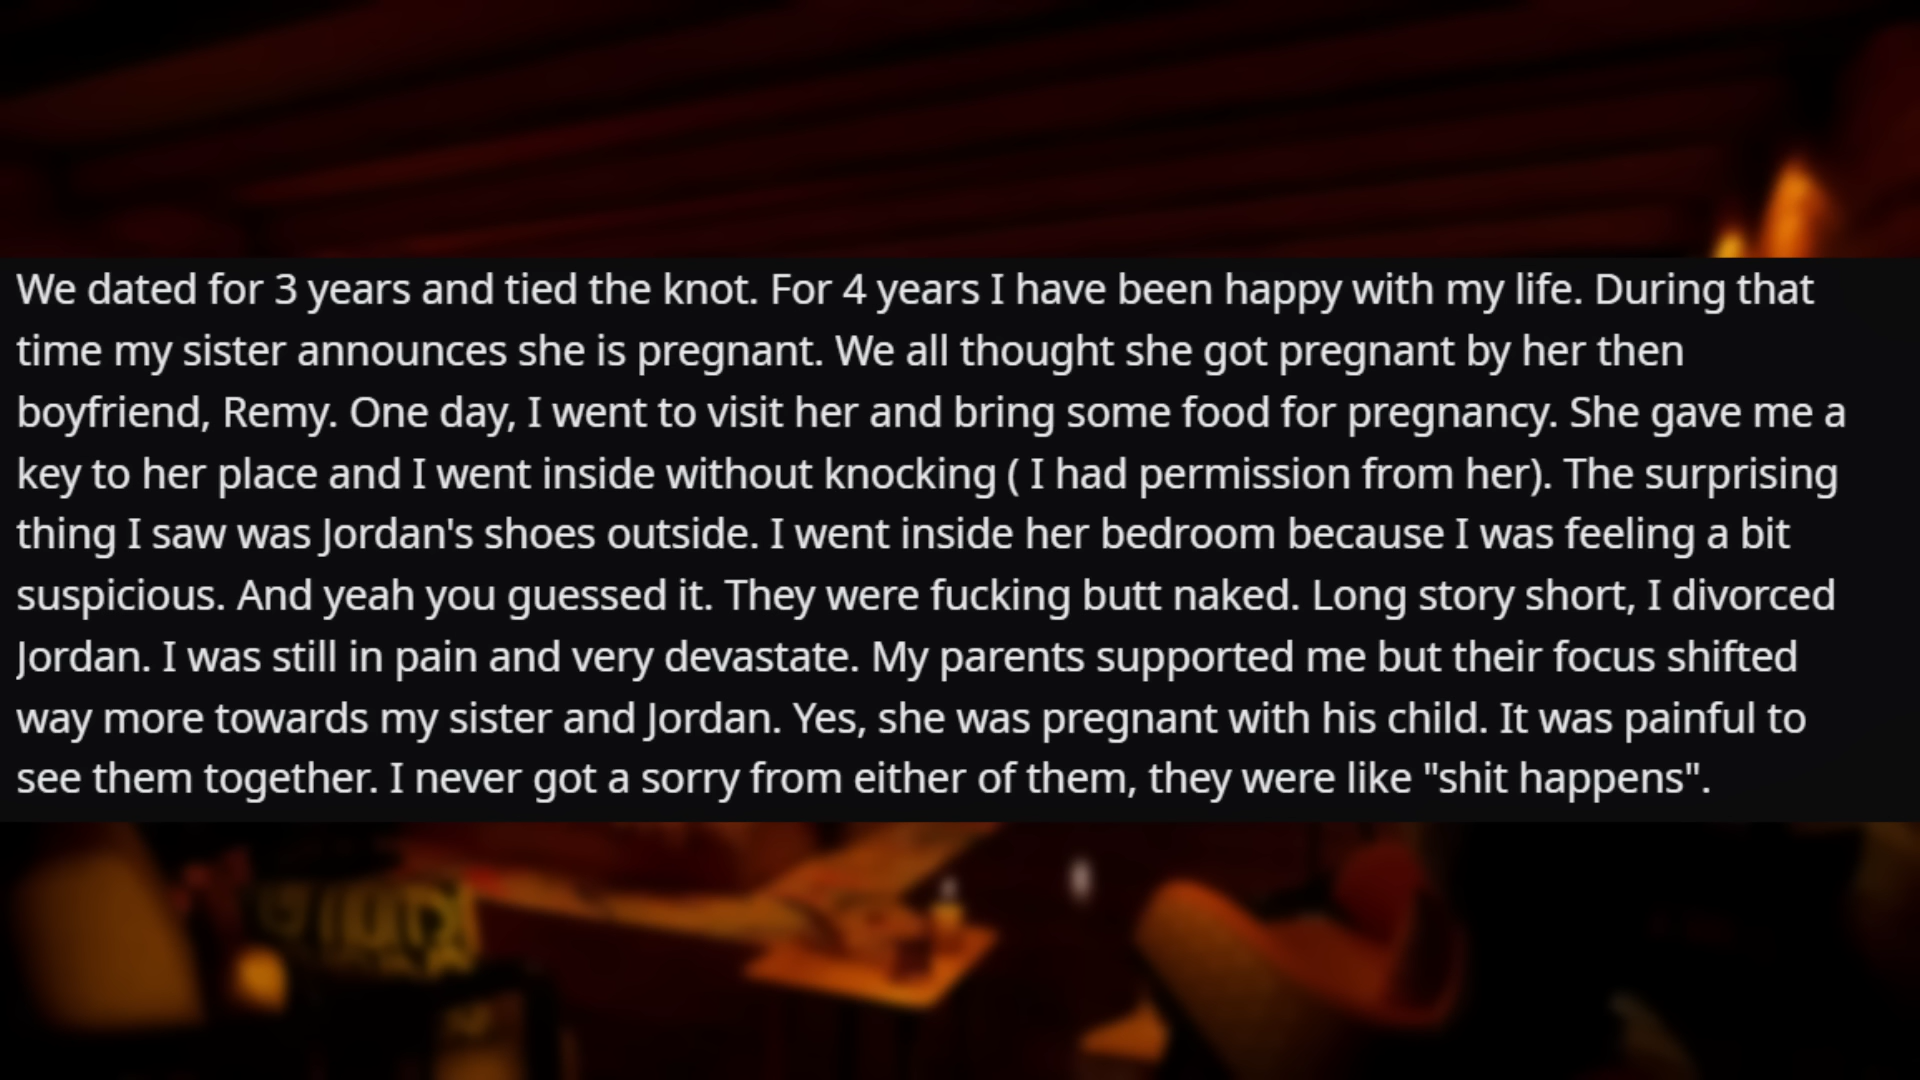 We dated for 3 years and tied the knot. For 4 years I have been happy with my life. During that
time my sister announces she is pregnant. We all thought she got pregnant by her then
boyfriend, Remy. One day, I went to visit her and bring some food for pregnancy. She gave me a
key to her place and I went inside without knocking ( I had permission from her). The surprising
thing I saw was Jordan's shoes outside. I went inside her bedroom because I was feeling a bit
suspicious. And yeah you guessed it. They were fucking butt naked. Long story short, I divorced
Jordan. I was still in pain and very devastate. My parents supported me but their focus shifted
way more towards my sister and Jordan. Yes, she was pregnant with his child. It was painful to
see them together. I never got a sorry from either of them, they were like "shit happens".